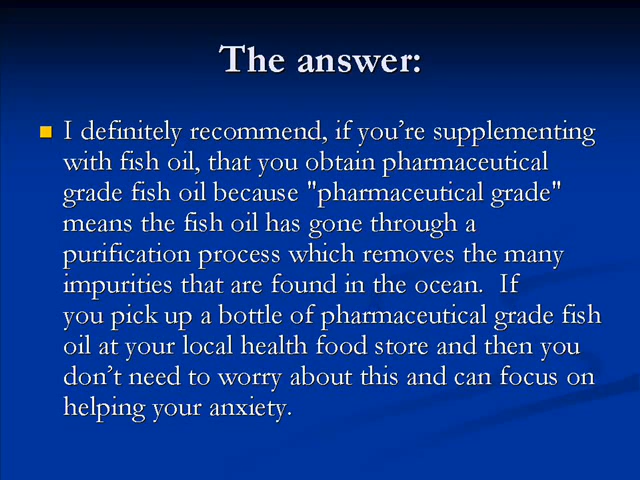 The answer:
I definitely recommend, if you’re supplementing
with fish oil, that you obtain pharmaceutical
grade fish oil because "pharmaceutical grade"
means the fish oil has gone through a
purification process which removes the many
impurities that are found in the ocean.  If
you pick up a bottle of pharmaceutical grade fish
oil at your local health food store and then you
don’t need to worry about this and can focus on
helping your anxiety.